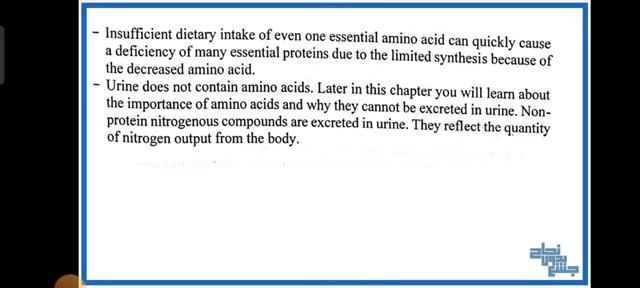 – Insufficient dietary intake of even one essential amino acid can quickly cause
a deficiency of many essential proteins due to the limited synthesis because of
the decreased amino acid.
– Urine does not contain amino acids. Later in this chapter you will learn about
the importance of amino acids and why they cannot be excreted in urine. Non-
protein nitrogenous compounds are excreted in urine. They reflect the quantity
of nitrogen output from the body.
نجاح
بدون
جشع